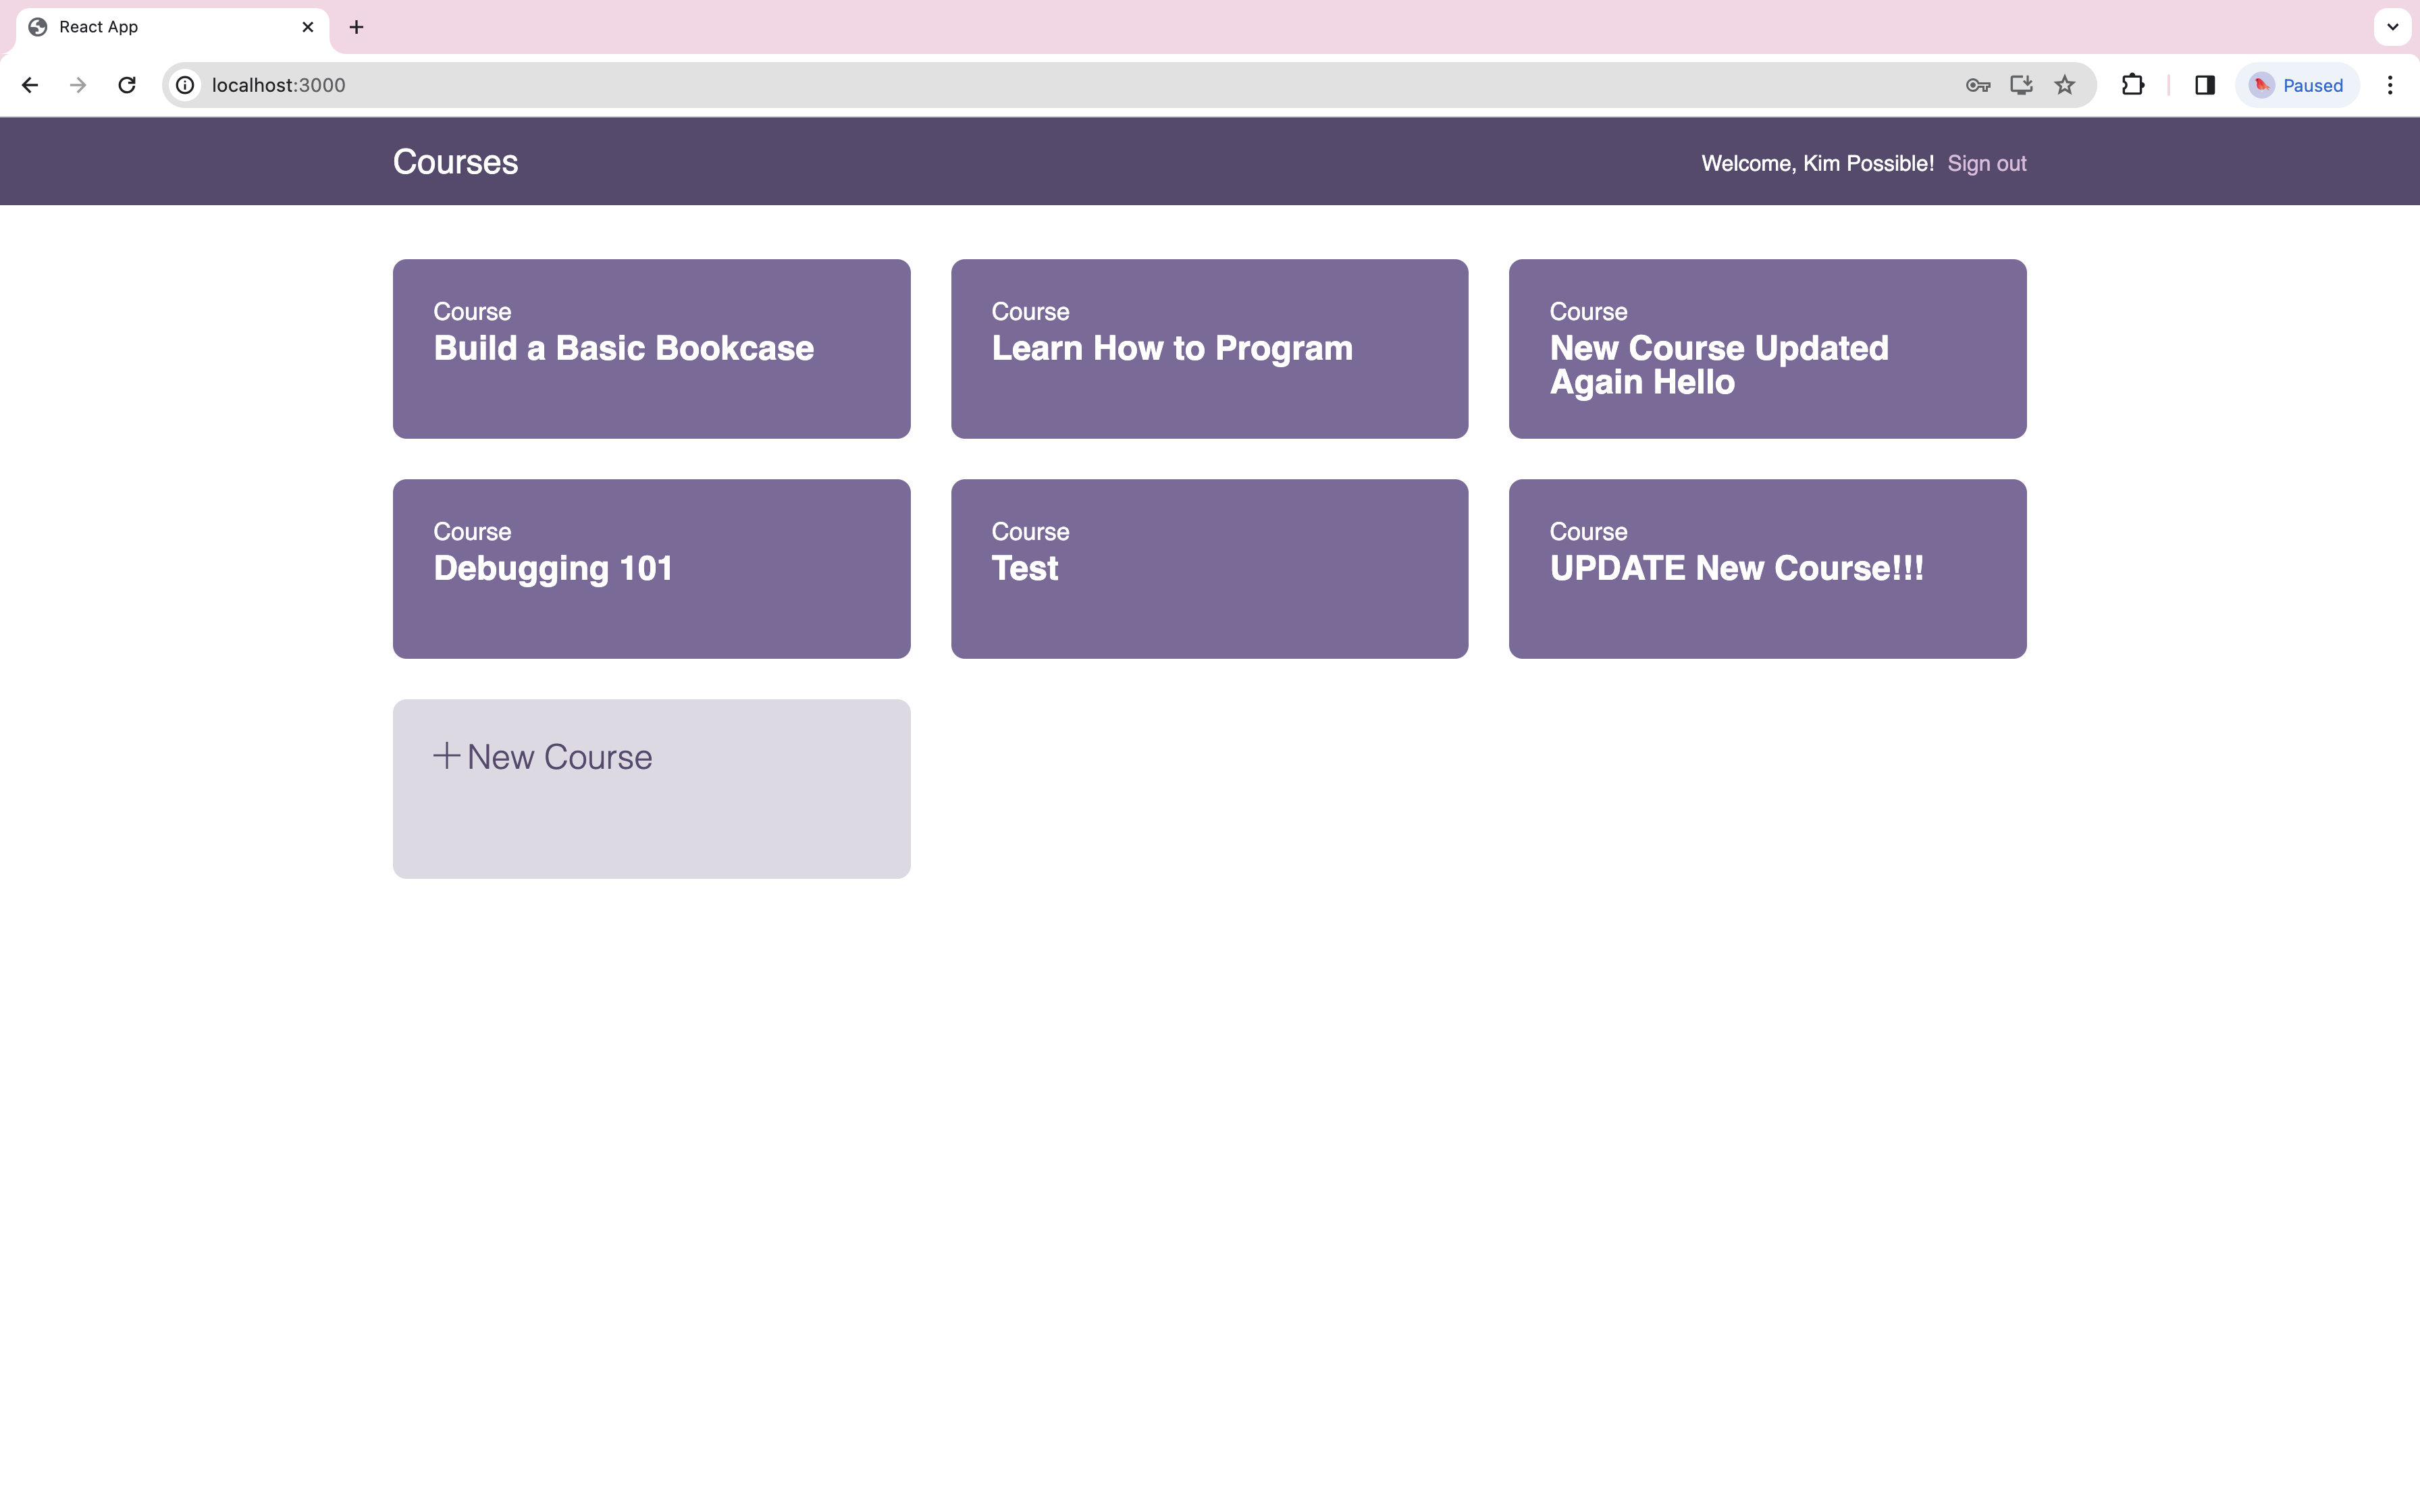 React App
localhost:3000
Paused
Courses
Welcome, Kim Possible! Sign out
Course
Build a Basic Bookcase
Course
Learn How to Program
Course
New Course Updated
Again Hello
Course
Debugging 101
Course
Test
Course
UPDATE New Course!!!
New Course